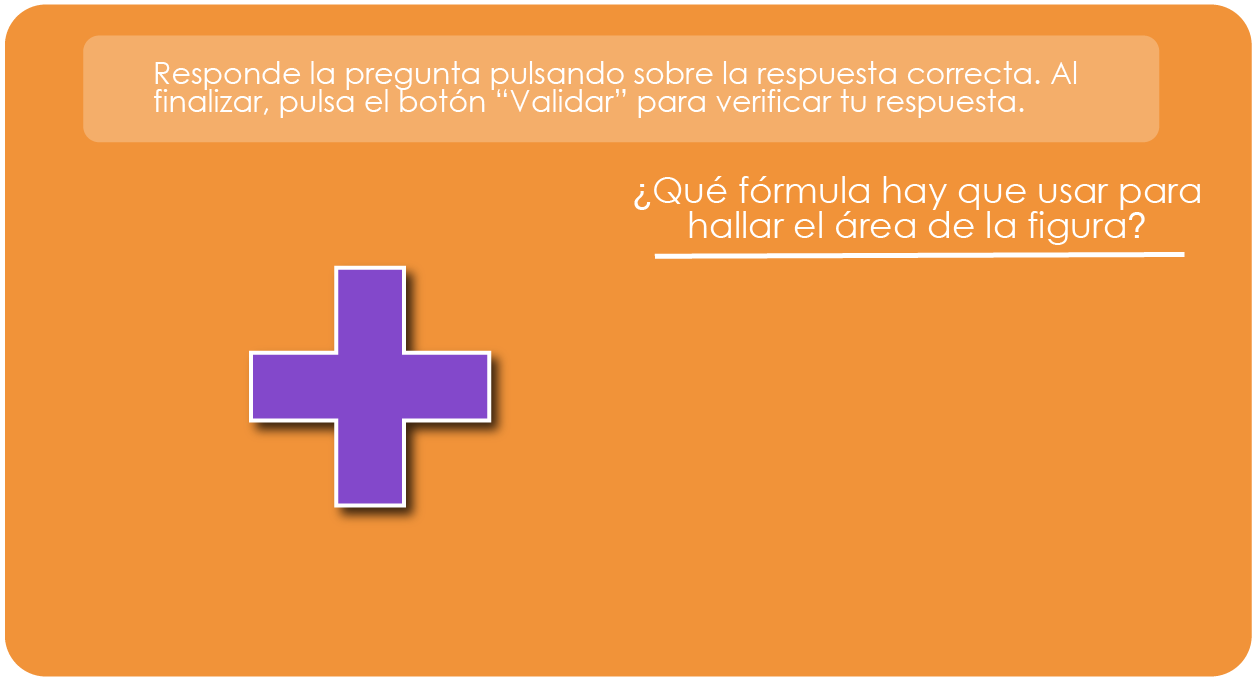 Responde la pregunta pulsando sobre la respuesta correcta. Al
finalizar, pulsa el botón “Validar” para verificar tu respuesta.
¿Qué fórmula hay que usar para
hallar el área de la figura?